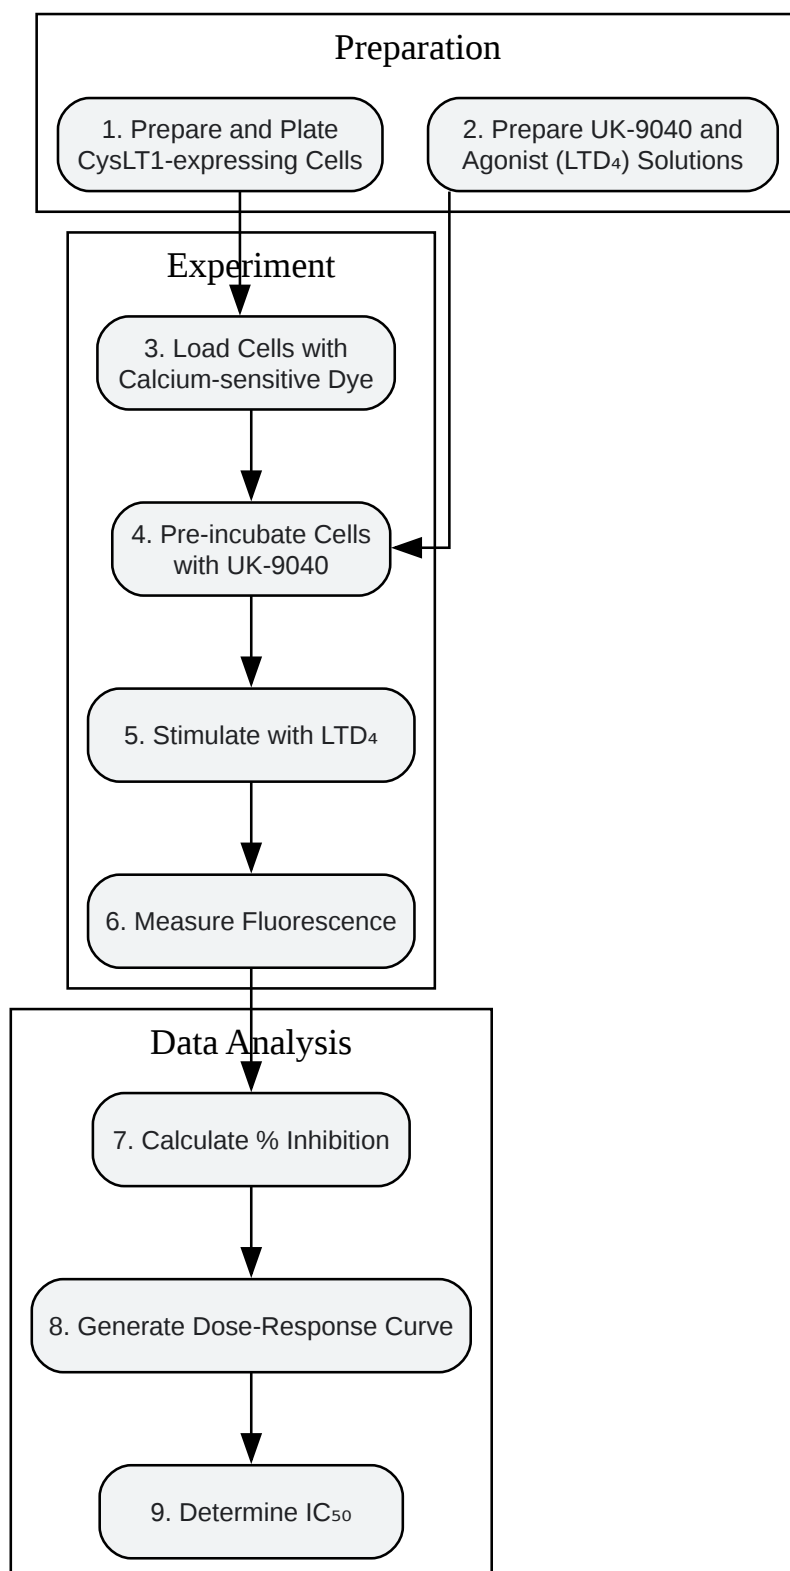 Preparation
1. Prepare and Plate
CysLT1-expressing Cells
2. Prepare UK-9040 and
Agonist (LTD₄) Solutions
Experiment
3. Load Cells with
Calcium-sensitive Dye
4. Pre-incubate Cells
with UK-9040
5. Stimulate with LTD₄
6. Measure Fluorescence
Data Analysis
7. Calculate % Inhibition
8. Generate Dose-Response Curve
9. Determine IC₅₀